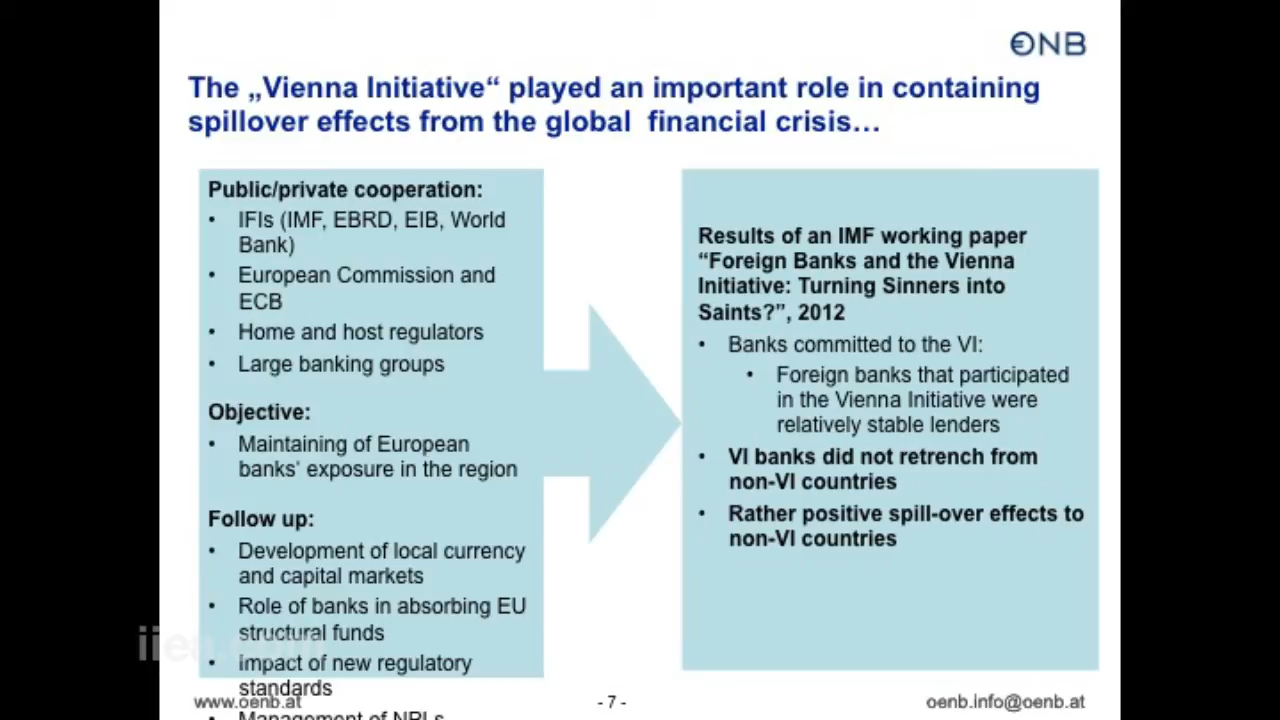 ONB
The „Vienna Initiative“ played an important role in containing
spillover effects from the global financial crisis…
Public/private cooperation:
• IFIs (IMF, EBRD, EIB, World
Bank)
• European Commission and
ECB
• Home and host regulators
• Large banking groups
Objective:
• Maintaining of European
banks' exposure in the region
Follow up:
• Development of local currency
and capital markets
• Role of banks in absorbing EU
structural funds
• Impact of new regulatory
standards
• Management of NPLs
Results of an IMF working paper
“Foreign Banks and the Vienna
Initiative: Turning Sinners into
Saints?”, 2012
• Banks committed to the VI:
• Foreign banks that participated
in the Vienna Initiative were
relatively stable lenders
• VI banks did not retrench from
non-VI countries
• Rather positive spill-over effects to
non-VI countries
www.oenb.at
- 7 -
oenb.info@oenb.at